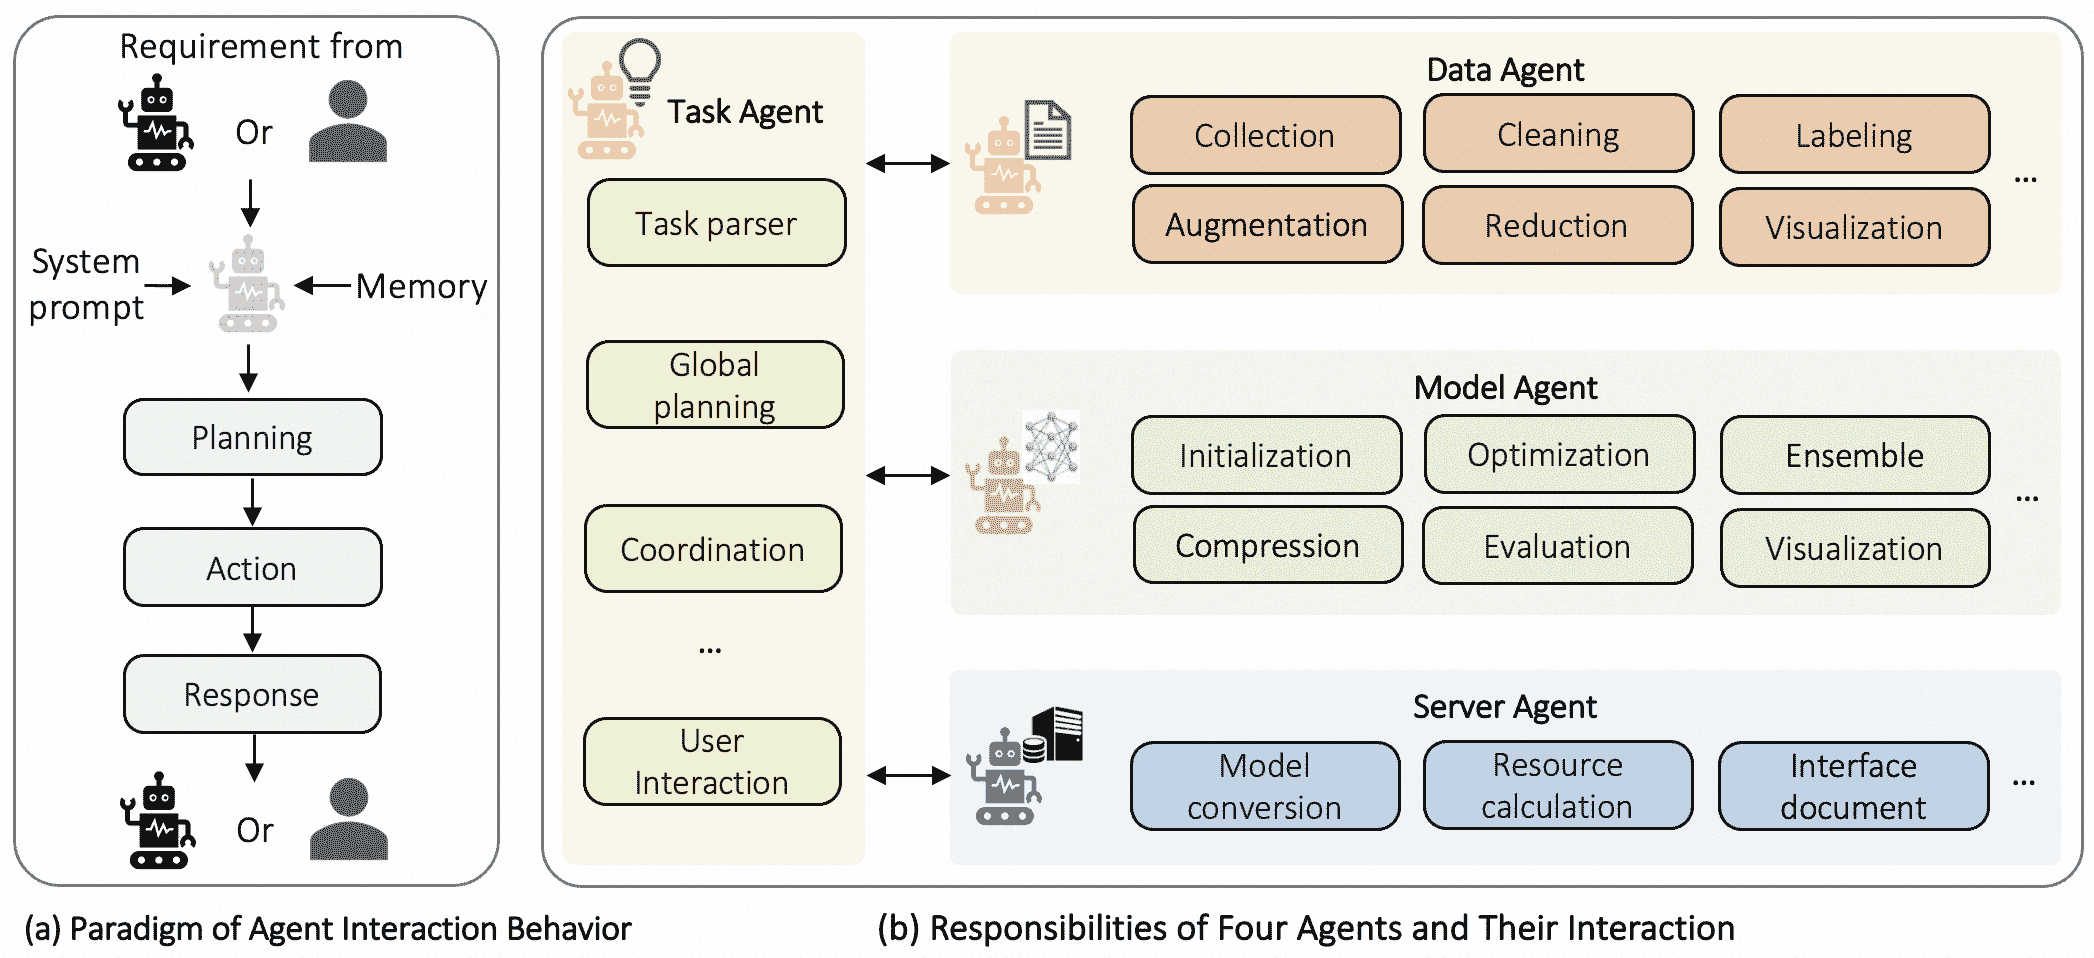 Requirement from
Or
System
prompt
Memory
Planning
Action
Response
Or
(a) Paradigm of Agent Interaction Behavior
Task Agent
Task parser
Global
planning
Coordination
...
User
Interaction
Data Agent
Collection
Cleaning
Labeling
Augmentation
Reduction
Visualization
...
Model Agent
Initialization
Optimization
Ensemble
Compression
Evaluation
Visualization
...
Server Agent
Model
conversion
Resource
calculation
Interface
document
...
(b) Responsibilities of Four Agents and Their Interaction